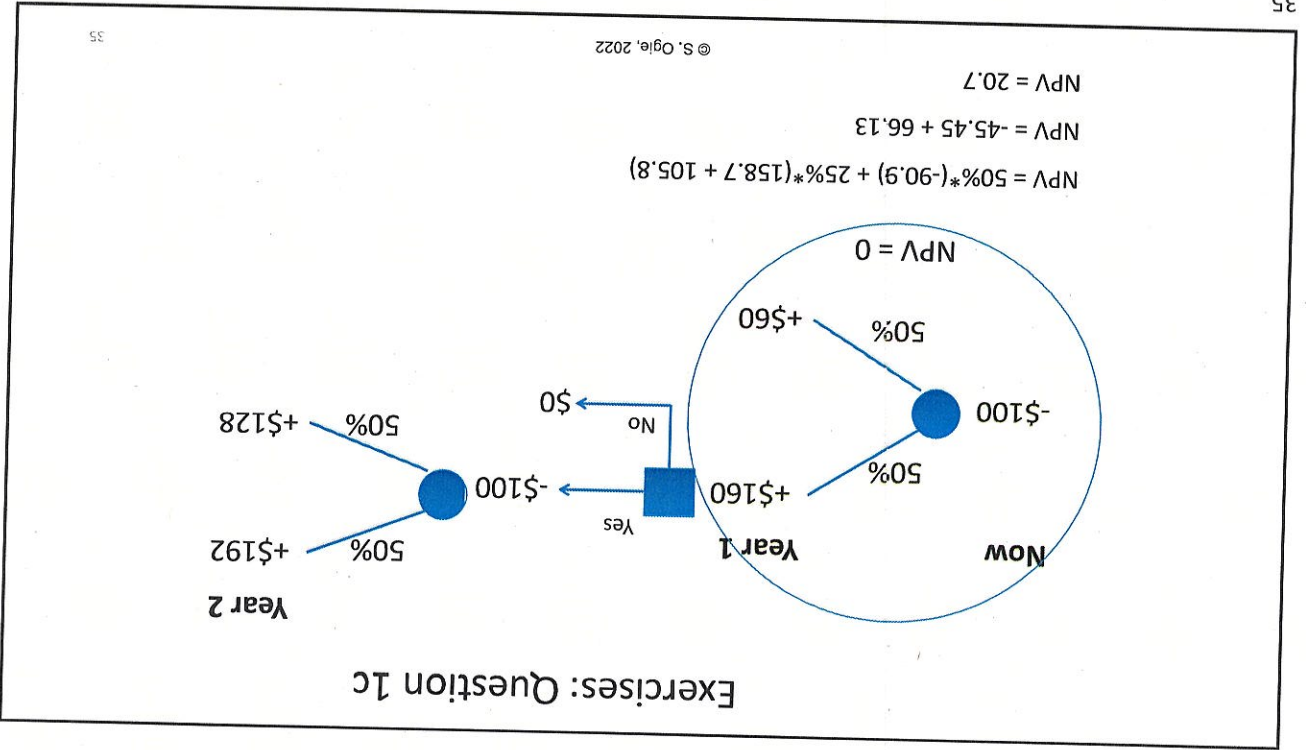 Exercises: Question 1c
Year 2
Now
Year 1
50%
+$192
50%
+$160
Yes
-$100
-$100
No
$0
50%
+$128
50%
+$60
NPV = 0
NPV = 50%*(-90.9) + 25%*(158.7 + 105.8)
NPV = -45.45 + 66.13
NPV = 20.7
© S. Ogie, 2022
35
35